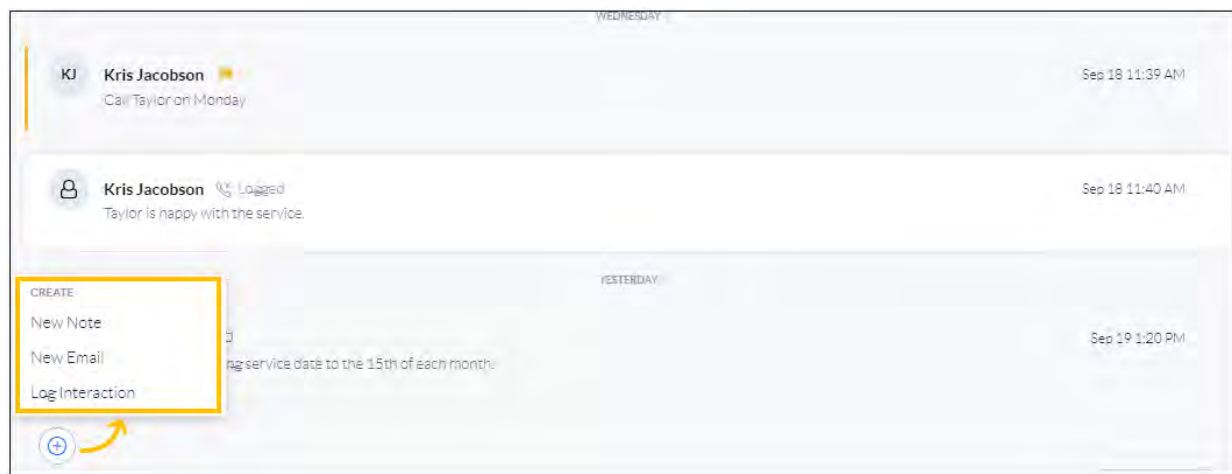 WEDNESDAY
KJ Kris Jacobson Sep 18 11:39 AM
Call Taylor on Monday
Kris Jacobson Logged Sep 18 11:40 AM
Taylor is happy with the service.
YESTERDAY
CREATE
New Note
Sep 19 1:20 PM
New Email
service date to the 15th of each month.
Log Interaction